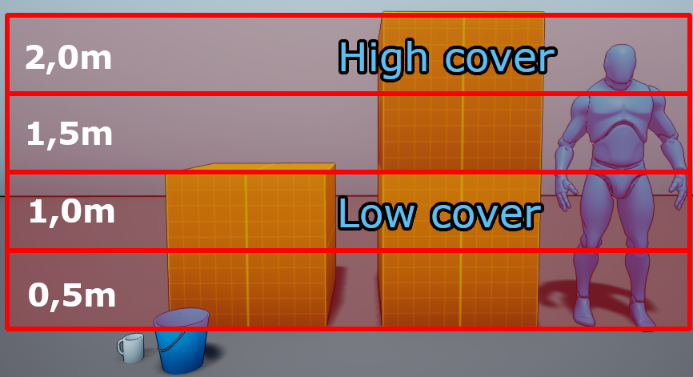 2,0m
High cover
1,5m
1,0m
Low cover
0,5m